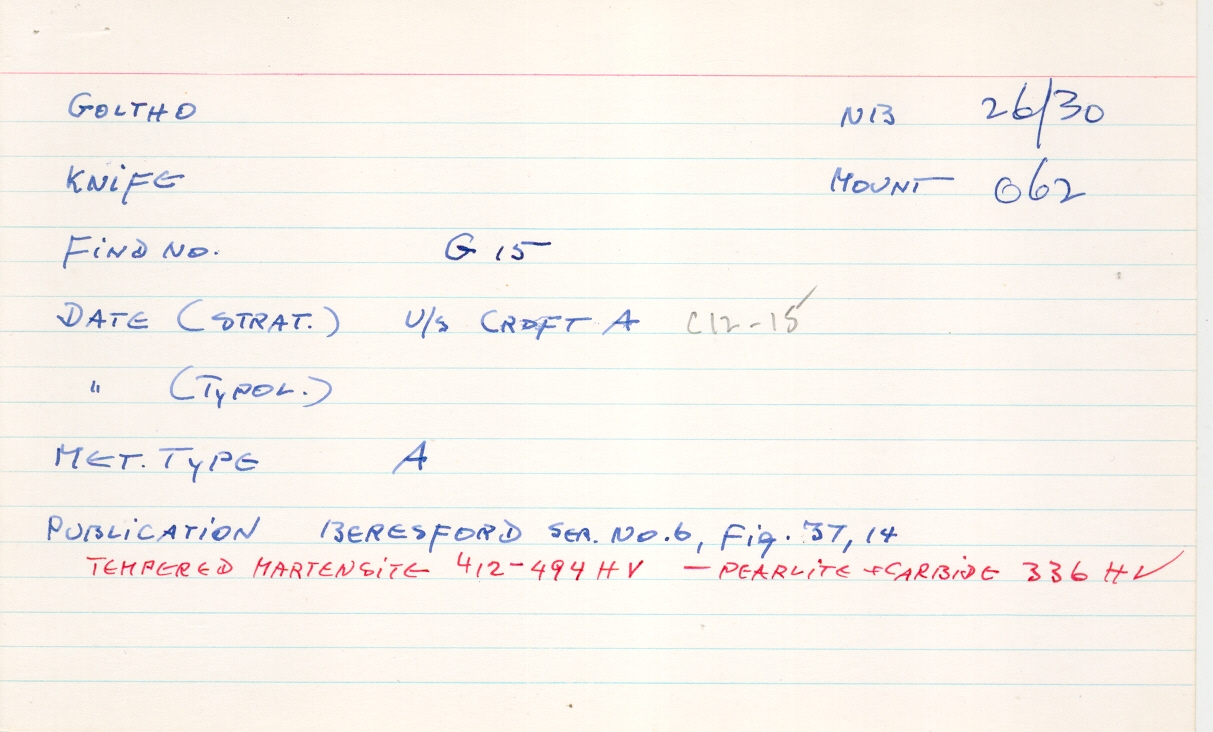 GOLTHO NB 26/30
KNIFE MOUNT 062
FIND NO. G 15
DATE (STRAT.) U/S CROFT A C12-15
" (TYPOL.)
MET. TYPE A
PUBLICATION BERESFORD SER. NO.6, Fig. 37, 14
TEMPERED MARTENSITE 412-494 HV - PEARLITE + CARBIDE 336 HV